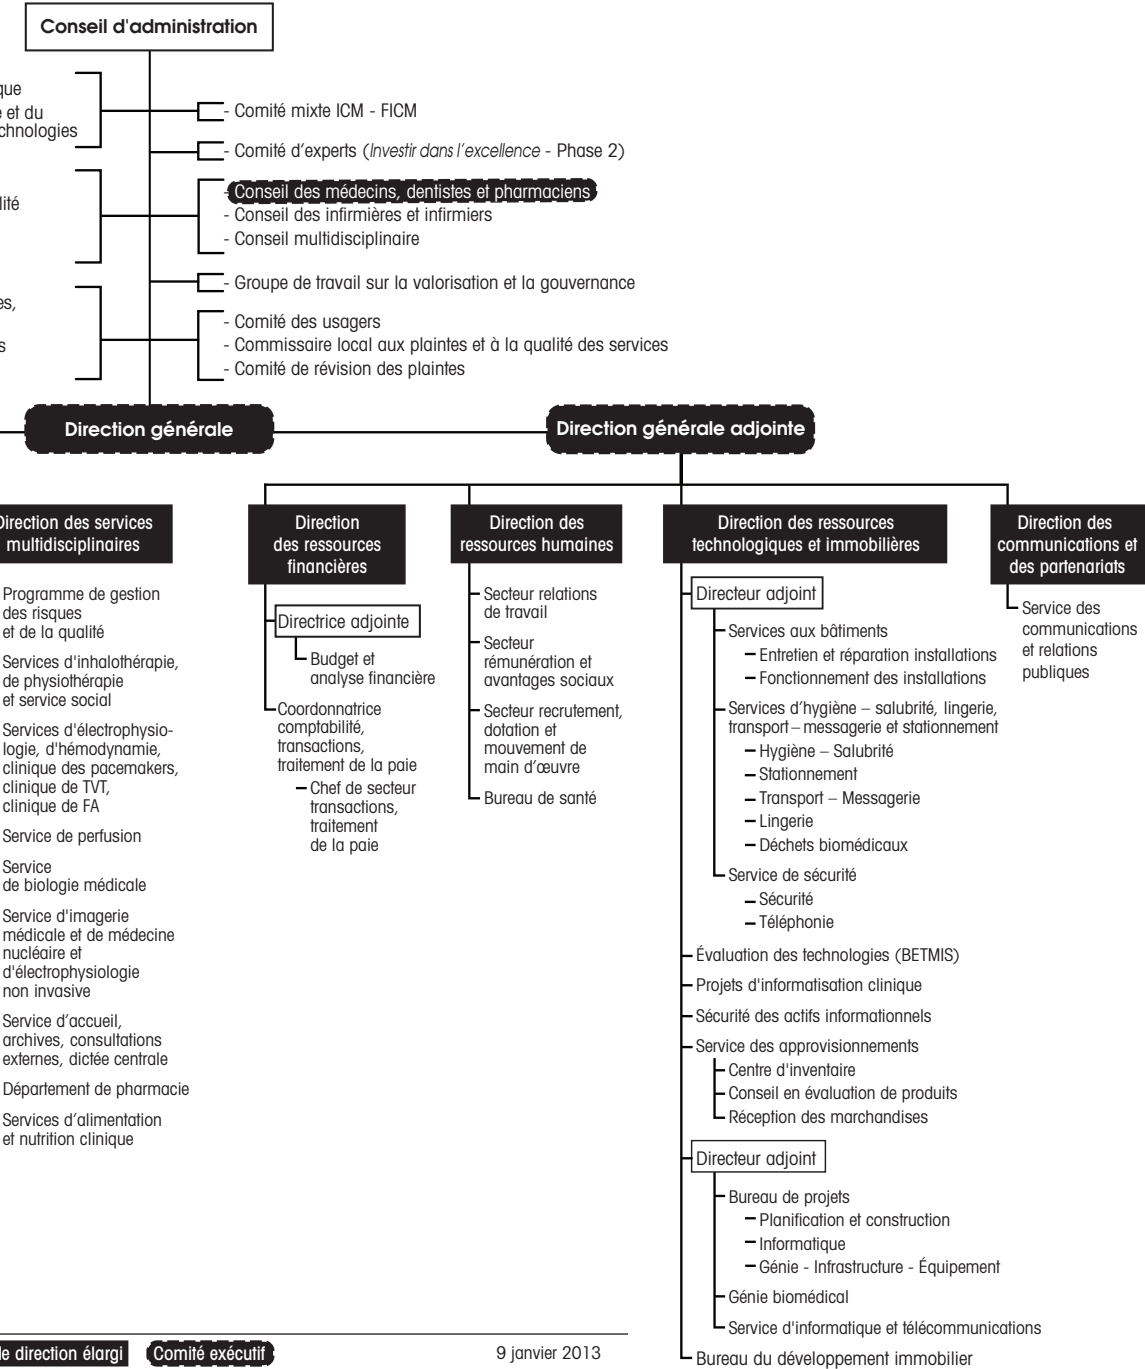 Conseil d'administration
que
e et du
chnologies
- Comité mixte ICM - FICM
- Comité d'experts (Investir dans l'excellence - Phase 2)
lité
- Conseil des médecins, dentistes et pharmaciens
- Conseil des infirmières et infirmiers
- Conseil multidisciplinaire
- Groupe de travail sur la valorisation et la gouvernance
es,
s
- Comité des usagers
- Commissaire local aux plaintes et à la qualité des services
- Comité de révision des plaintes
Direction générale
Direction générale adjointe
Direction des services
multidisciplinaires
Programme de gestion
des risques
et de la qualité
Services d'inhalothérapie,
de physiothérapie
et service social
Services d'électrophysio-
logie, d'hémodynamie,
clinique des pacemakers,
clinique de TVT,
clinique de FA
Service de perfusion
Service
de biologie médicale
Service d'imagerie
médicale et de médecine
nucléaire et
d'électrophysiologie
non invasive
Service d'accueil,
archives, consultations
externes, dictée centrale
Département de pharmacie
Services d'alimentation
et nutrition clinique
Direction
des ressources
financières
Directrice adjointe
Budget et
analyse financière
Coordonnatrice
comptabilité,
transactions,
traitement de la paie
Chef de secteur
transactions,
traitement
de la paie
Direction des
ressources humaines
Secteur relations
de travail
Secteur
rémunération et
avantages sociaux
Secteur recrutement,
dotation et
mouvement de
main d'œuvre
Bureau de santé
Direction des ressources
technologiques et immobilières
Directeur adjoint
Services aux bâtiments
Entretien et réparation installations
Fonctionnement des installations
Services d'hygiène – salubrité, lingerie,
transport – messagerie et stationnement
Hygiène – Salubrité
Stationnement
Transport – Messagerie
Lingerie
Déchets biomédicaux
Service de sécurité
Sécurité
Téléphonie
Évaluation des technologies (BETMIS)
Projets d'informatisation clinique
Sécurité des actifs informationnels
Service des approvisionnements
Centre d'inventaire
Conseil en évaluation de produits
Réception des marchandises
Directeur adjoint
Bureau de projets
Planification et construction
Informatique
Génie - Infrastructure - Équipement
Génie biomédical
Service d'informatique et télécommunications
Bureau du développement immobilier
Direction des
communications et
des partenariats
Service des
communications
et relations
publiques
de direction élargi
Comité exécutif
9 janvier 2013